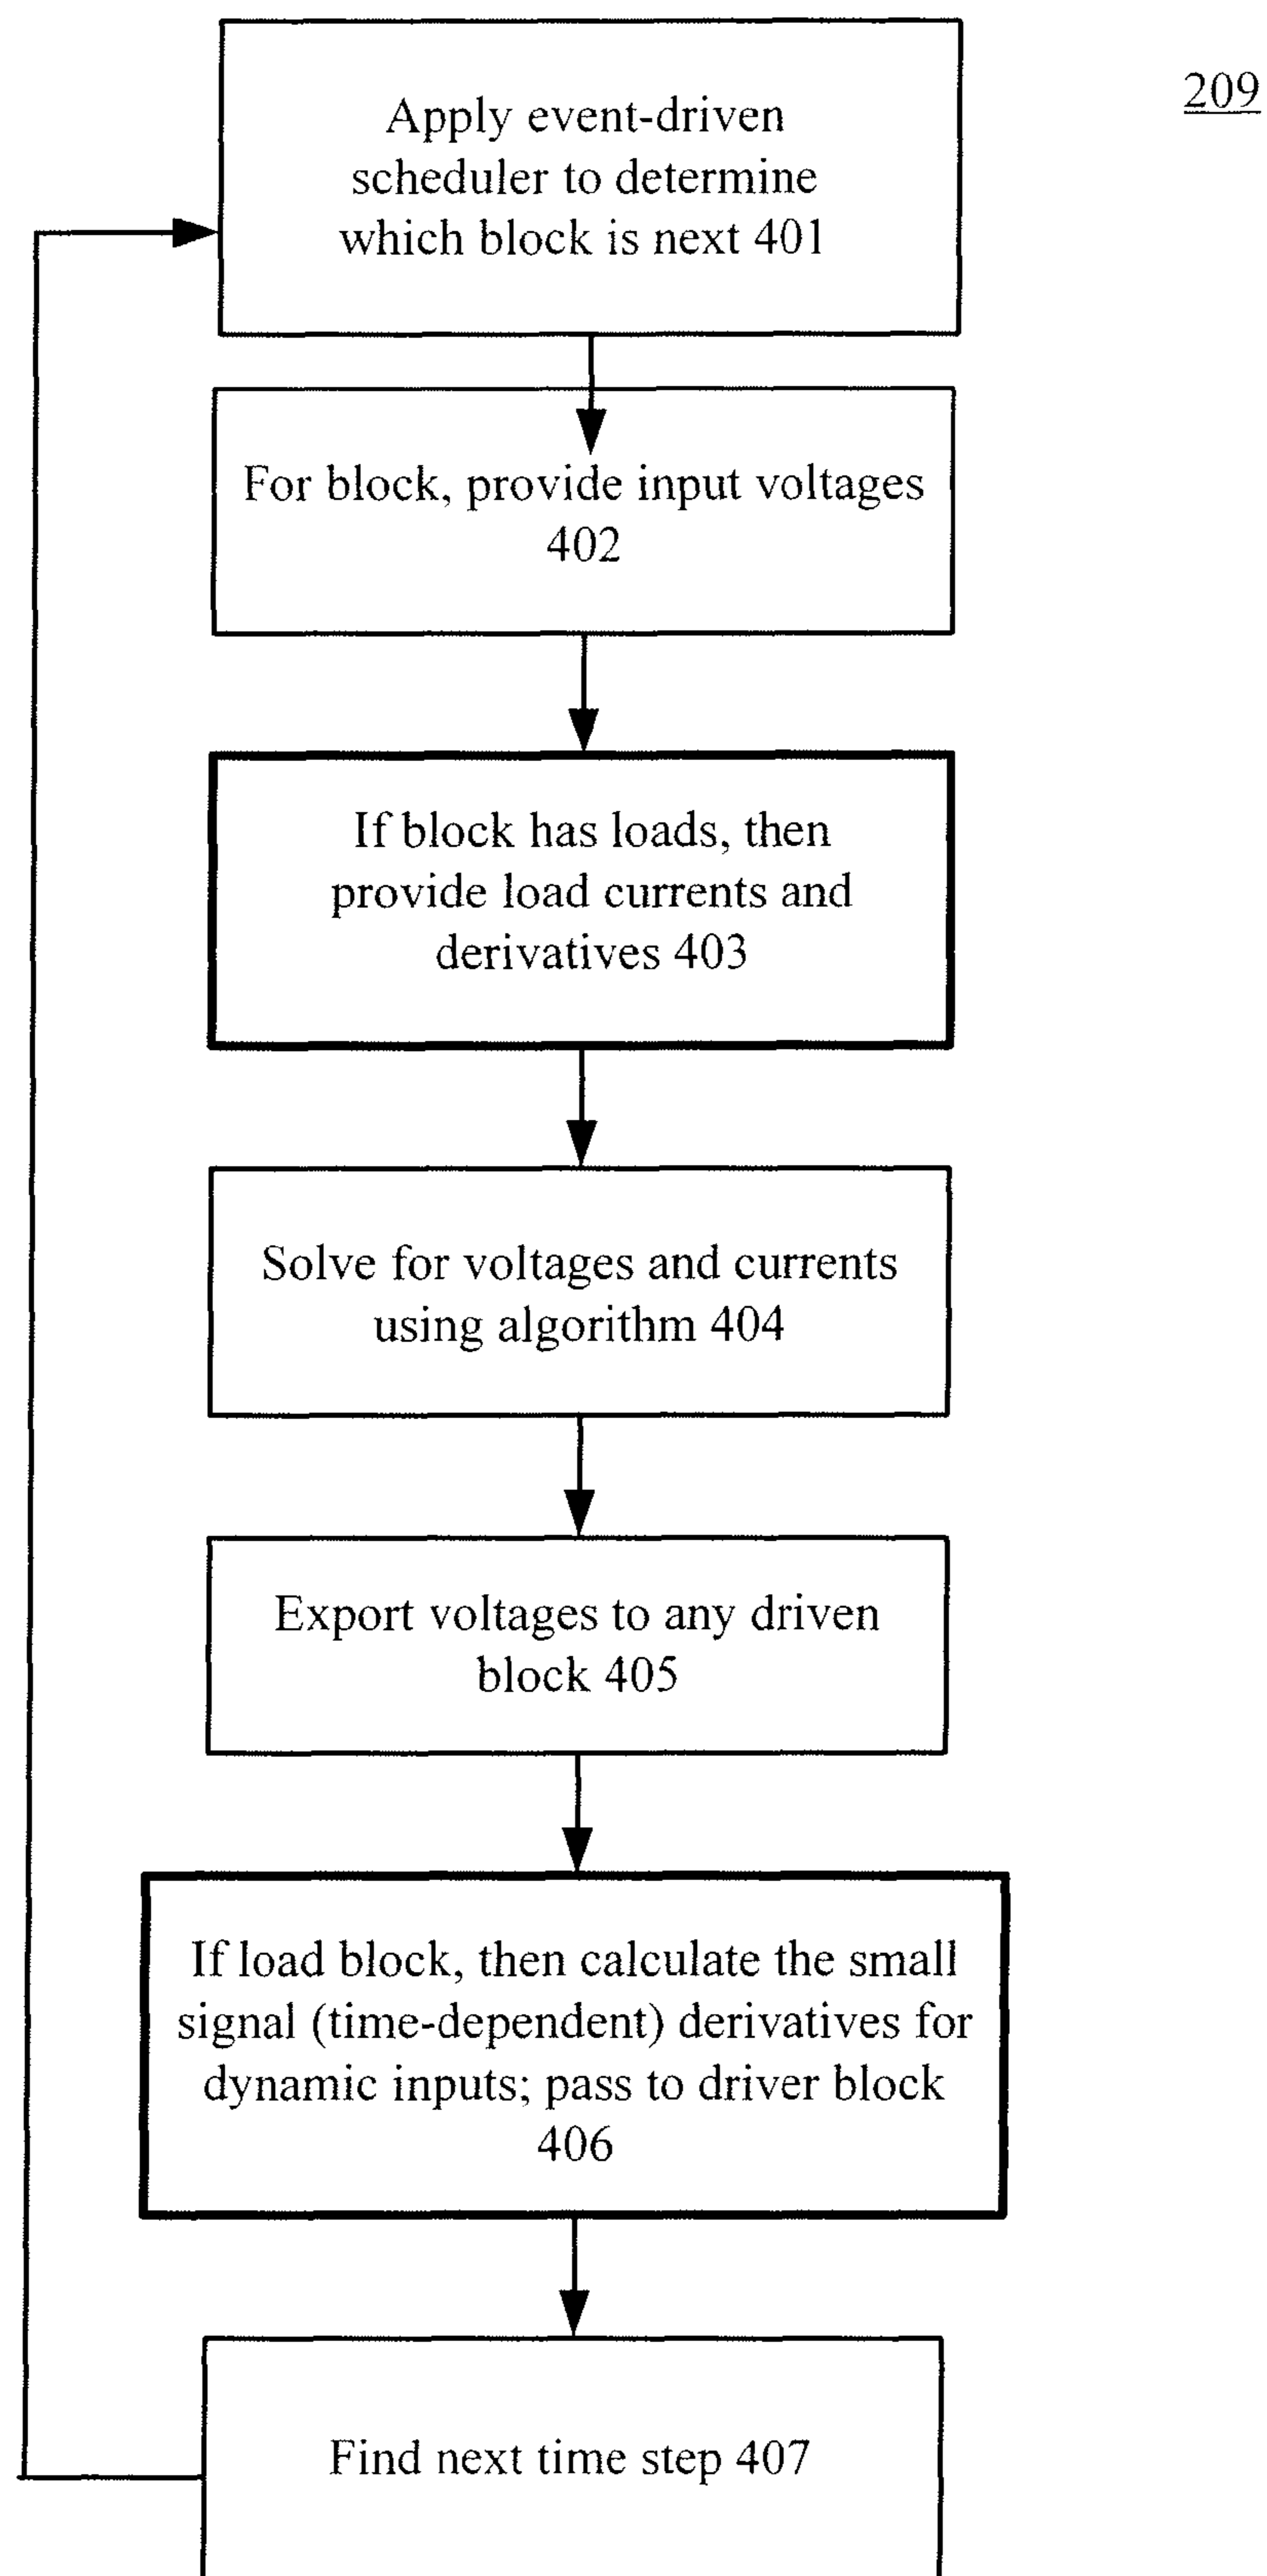 209
Apply event-driven
scheduler to determine
which block is next 401
For block, provide input voltages
402
If block has loads, then
provide load currents and
derivatives 403
Solve for voltages and currents
using algorithm 404
Export voltages to any driven
block 405
If load block, then calculate the small
signal (time-dependent) derivatives for
dynamic inputs; pass to driver block
406
Find next time step 407